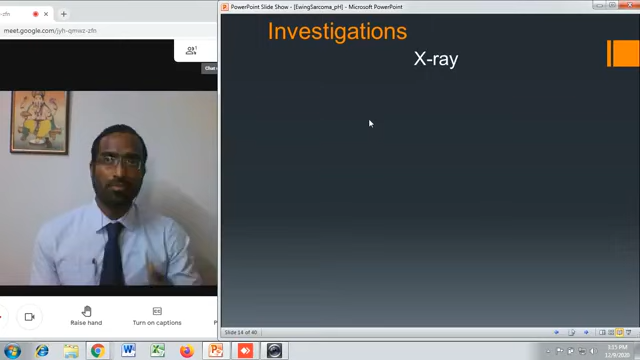 meet.google.com/jyh-qmwz-zfn
PowerPoint Slide Show - [EwingSarcoma_pH] - Microsoft PowerPoint
Investigations
X-ray
Raise hand
Turn on captions
Slide 14 of 40
3:15 PM
12/9/2020